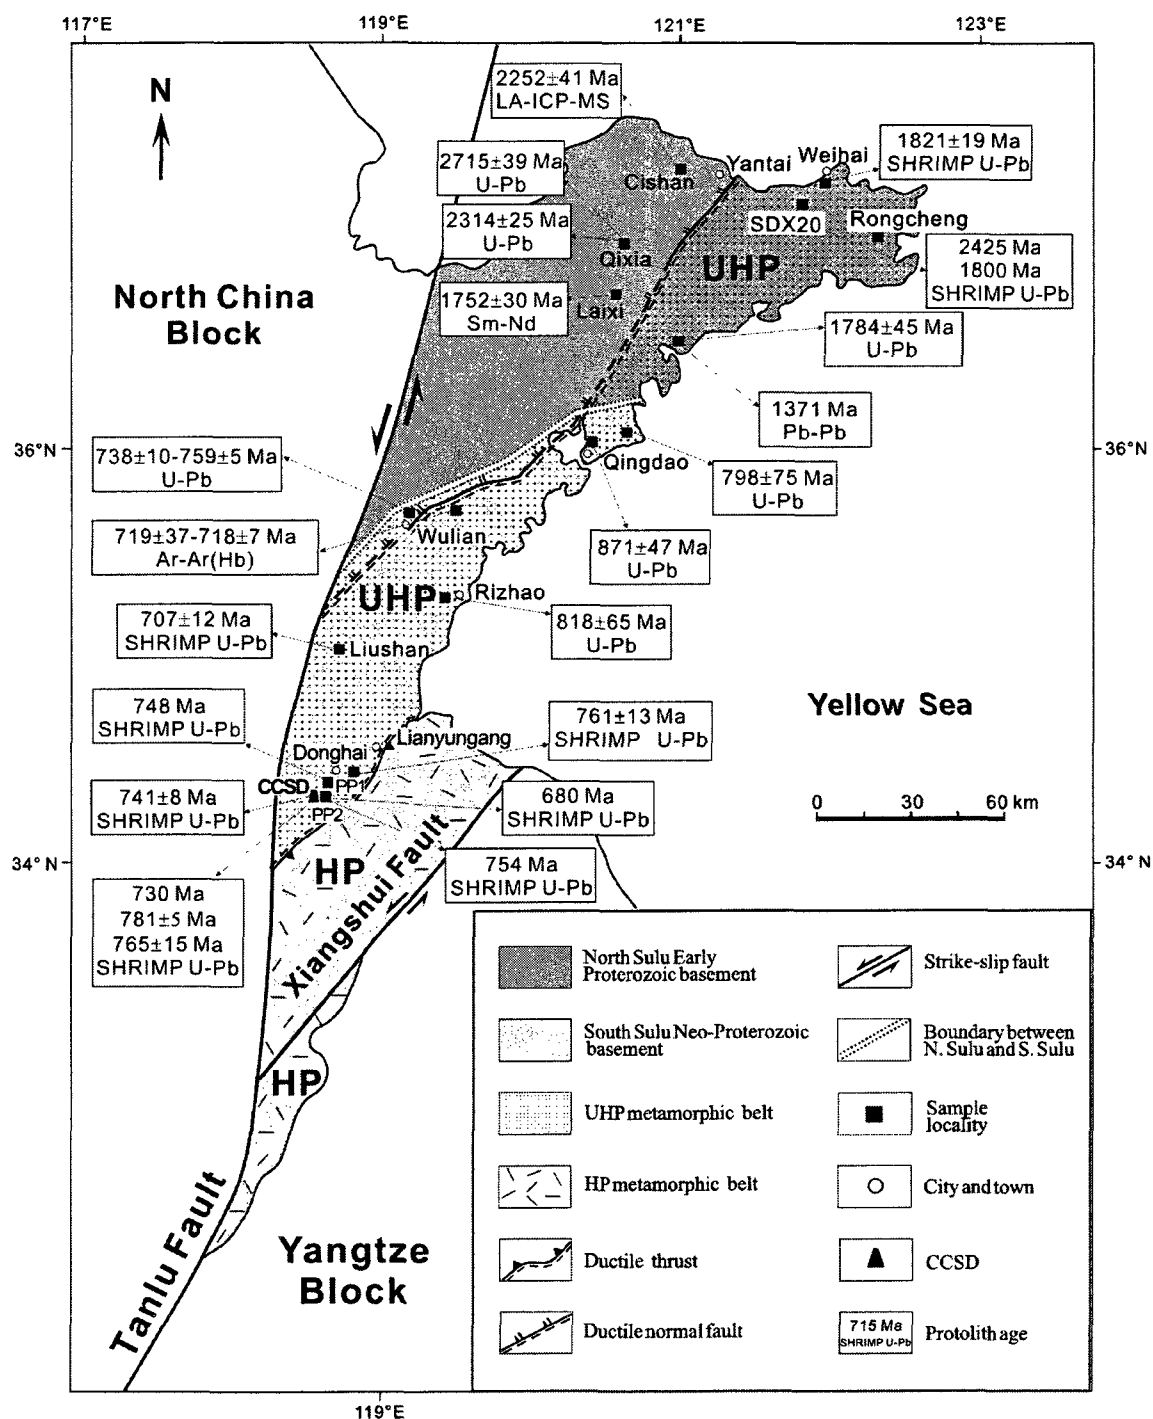 117°E
119°E
121°E
123°E
N
2252±41 Ma
LA-ICP-MS
2715±39 Ma
U-Pb
2314±25 Ma
U-Pb
1752±30 Ma
Sm-Nd
Cishan
Yantai
Weihai
1821±19 Ma
SHRIMP U-Pb
SDX20
Rongcheng
Qixia
UHP
Laixi
2425 Ma
1800 Ma
SHRIMP U-Pb
North China
Block
1784±45 Ma
U-Pb
1371 Ma
Pb-Pb
36°N
36°N
738±10-759±5 Ma
U-Pb
Qingdao
798±75 Ma
U-Pb
719±37-718±7 Ma
Ar-Ar(Hb)
Wulian
871±47 Ma
U-Pb
UHP
Rizhao
818±65 Ma
U-Pb
707±12 Ma
SHRIMP U-Pb
Liushan
748 Ma
SHRIMP U-Pb
Yellow Sea
761±13 Ma
SHRIMP U-Pb
Lianyungang
Donghai
CCSD
PP1
PP2
741±8 Ma
SHRIMP U-Pb
680 Ma
SHRIMP U-Pb
0 30 60 km
34° N
34° N
HP
754 Ma
SHRIMP U-Pb
730 Ma
781±5 Ma
765±15 Ma
SHRIMP U-Pb
Xiangshui Fault
HP
Tanlu Fault
Yangtze
Block
North Sulu Early
Proterozoic basement
Strike-slip fault
South Sulu Neo-Proterozoic
basement
Boundary between
N. Sulu and S. Sulu
UHP metamorphic belt
Sample
locality
HP metamorphic belt
City and town
Ductile thrust
CCSD
Ductile normal fault
715 Ma
SHRIMP U-Pb
Protolith age
119°E